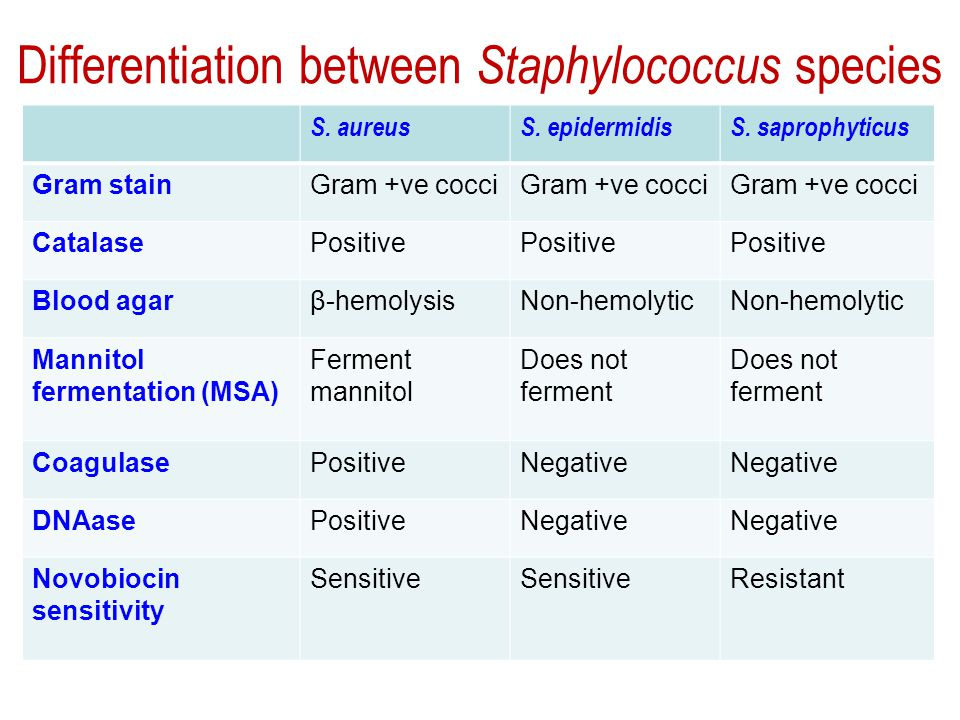 Differentiation between Staphylococcus species
S. aureus S. epidermidis S. saprophyticus
Gram stain Gram +ve cocci Gram +ve cocci Gram +ve cocci
Catalase Positive Positive Positive
Blood agar β-hemolysis Non-hemolytic Non-hemolytic
Mannitol Ferment Does not Does not
fermentation (MSA) mannitol ferment ferment
Coagulase Positive Negative Negative
DNAase Positive Negative Negative
Novobiocin Sensitive Sensitive Resistant
sensitivity